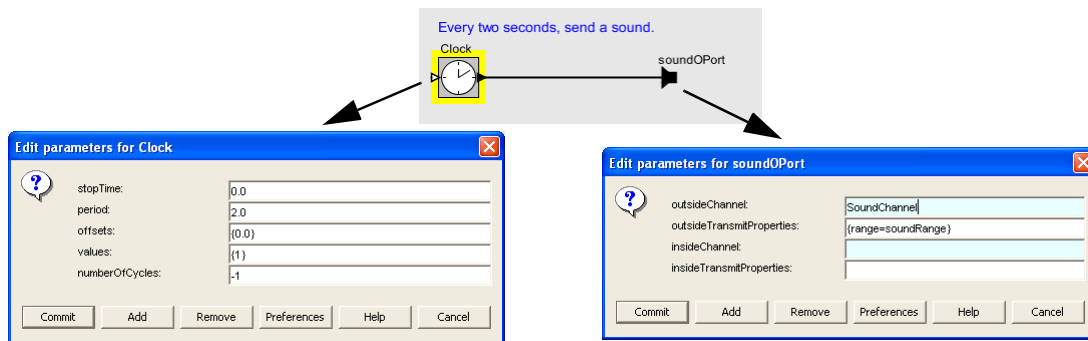 Every two seconds, send a sound.
Clock
soundOPort
Edit parameters for Clock
stopTime: 0.0
period: 2.0
offsets: {0.0}
values: {1}
numberOfCycles: -1
Commit Add Remove Preferences Help Cancel
Edit parameters for soundOPort
outsideChannel: SoundChannel
outsideTransmitProperties: {range=soundRange}
insideChannel:
insideTransmitProperties:
Commit Add Remove Preferences Help Cancel